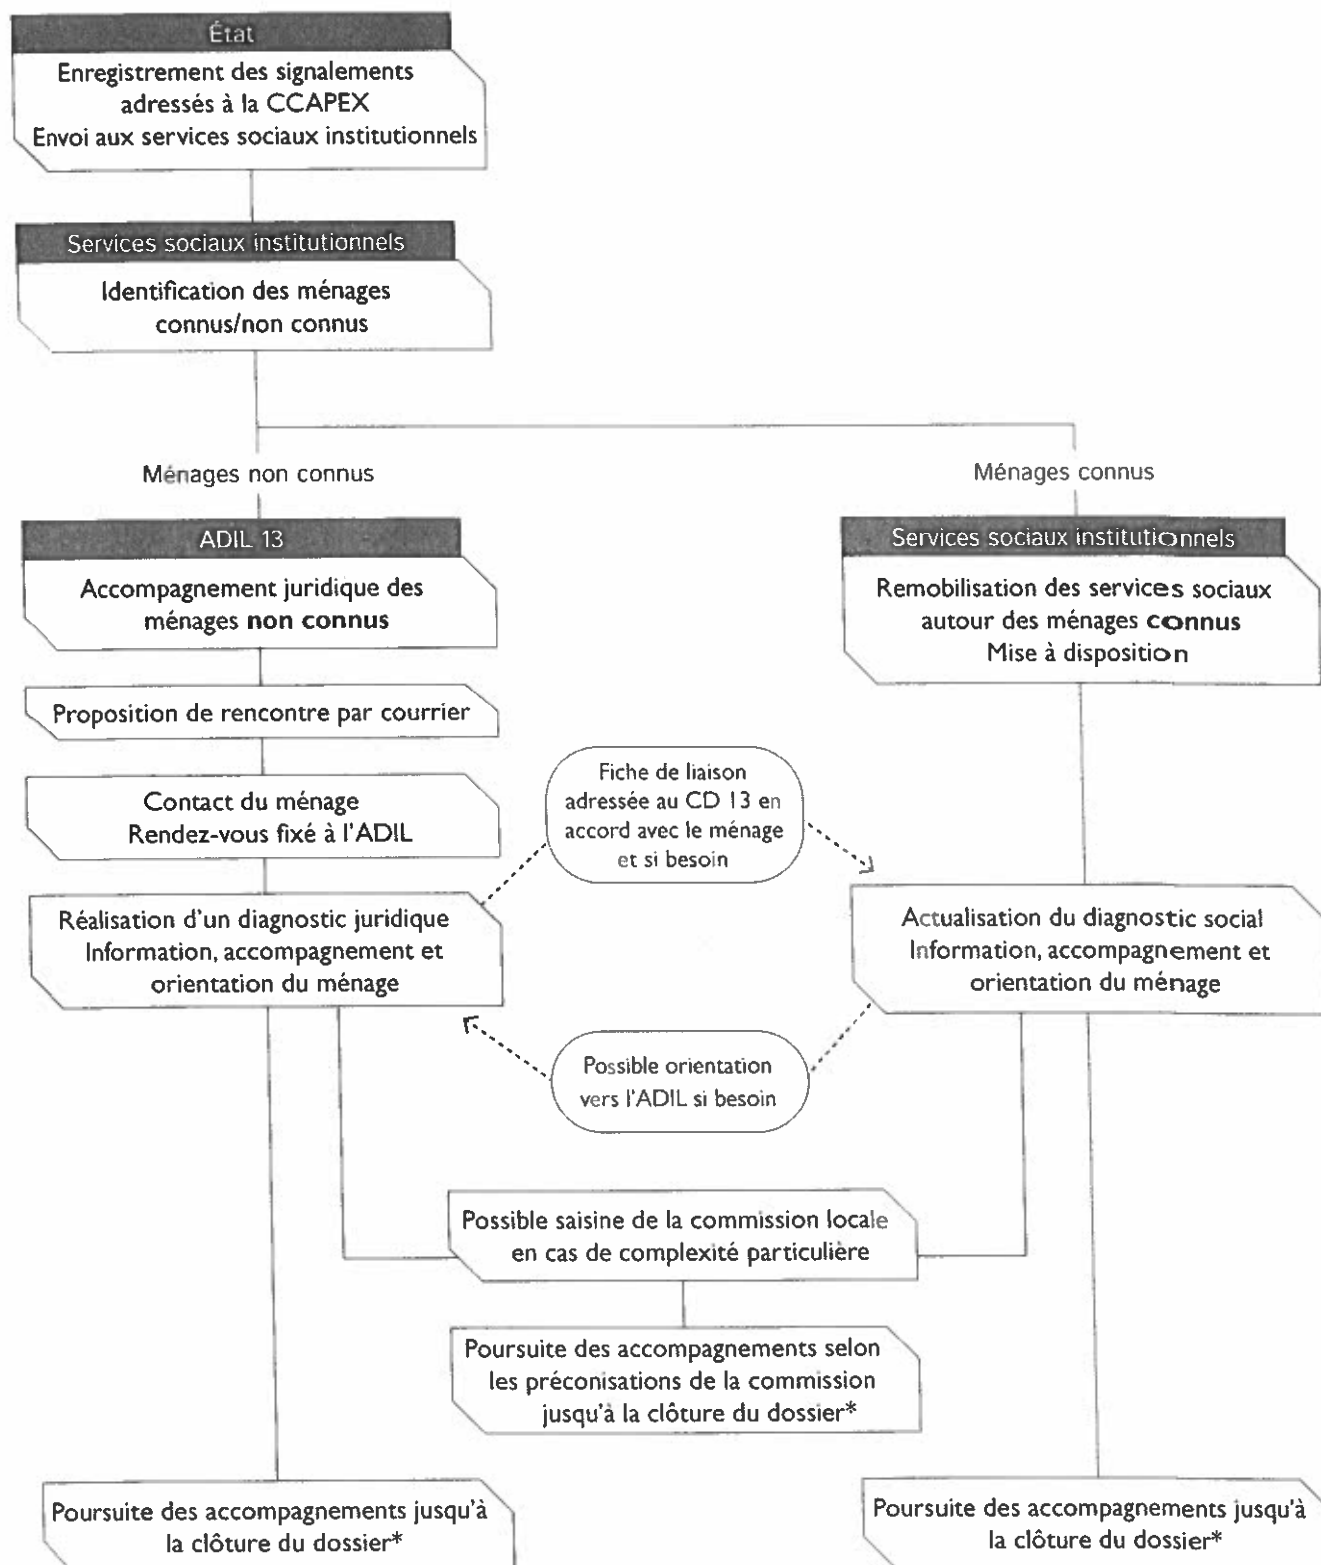 État
Enregistrement des signalements
adressés à la CCAPEX
Envoi aux services sociaux institutionnels
Services sociaux institutionnels
Identification des ménages
connus/non connus
Ménages non connus
Ménages connus
ADIL 13
Accompagnement juridique des
ménages non connus
Services sociaux institutionnels
Remobilisation des services sociaux
autour des ménages connus
Mise à disposition
Proposition de rencontre par courrier
Contact du ménage
Rendez-vous fixé à l'ADIL
Fiche de liaison
adressée au CD 13 en
accord avec le ménage
et si besoin
Réalisation d'un diagnostic juridique
Information, accompagnement et
orientation du ménage
Actualisation du diagnostic social
Information, accompagnement et
orientation du ménage
Possible orientation
vers l'ADIL si besoin
Possible saisine de la commission locale
en cas de complexité particulière
Poursuite des accompagnements selon
les préconisations de la commission
jusqu'à la clôture du dossier*
Poursuite des accompagnements jusqu'à
la clôture du dossier*
Poursuite des accompagnements jusqu'à
la clôture du dossier*